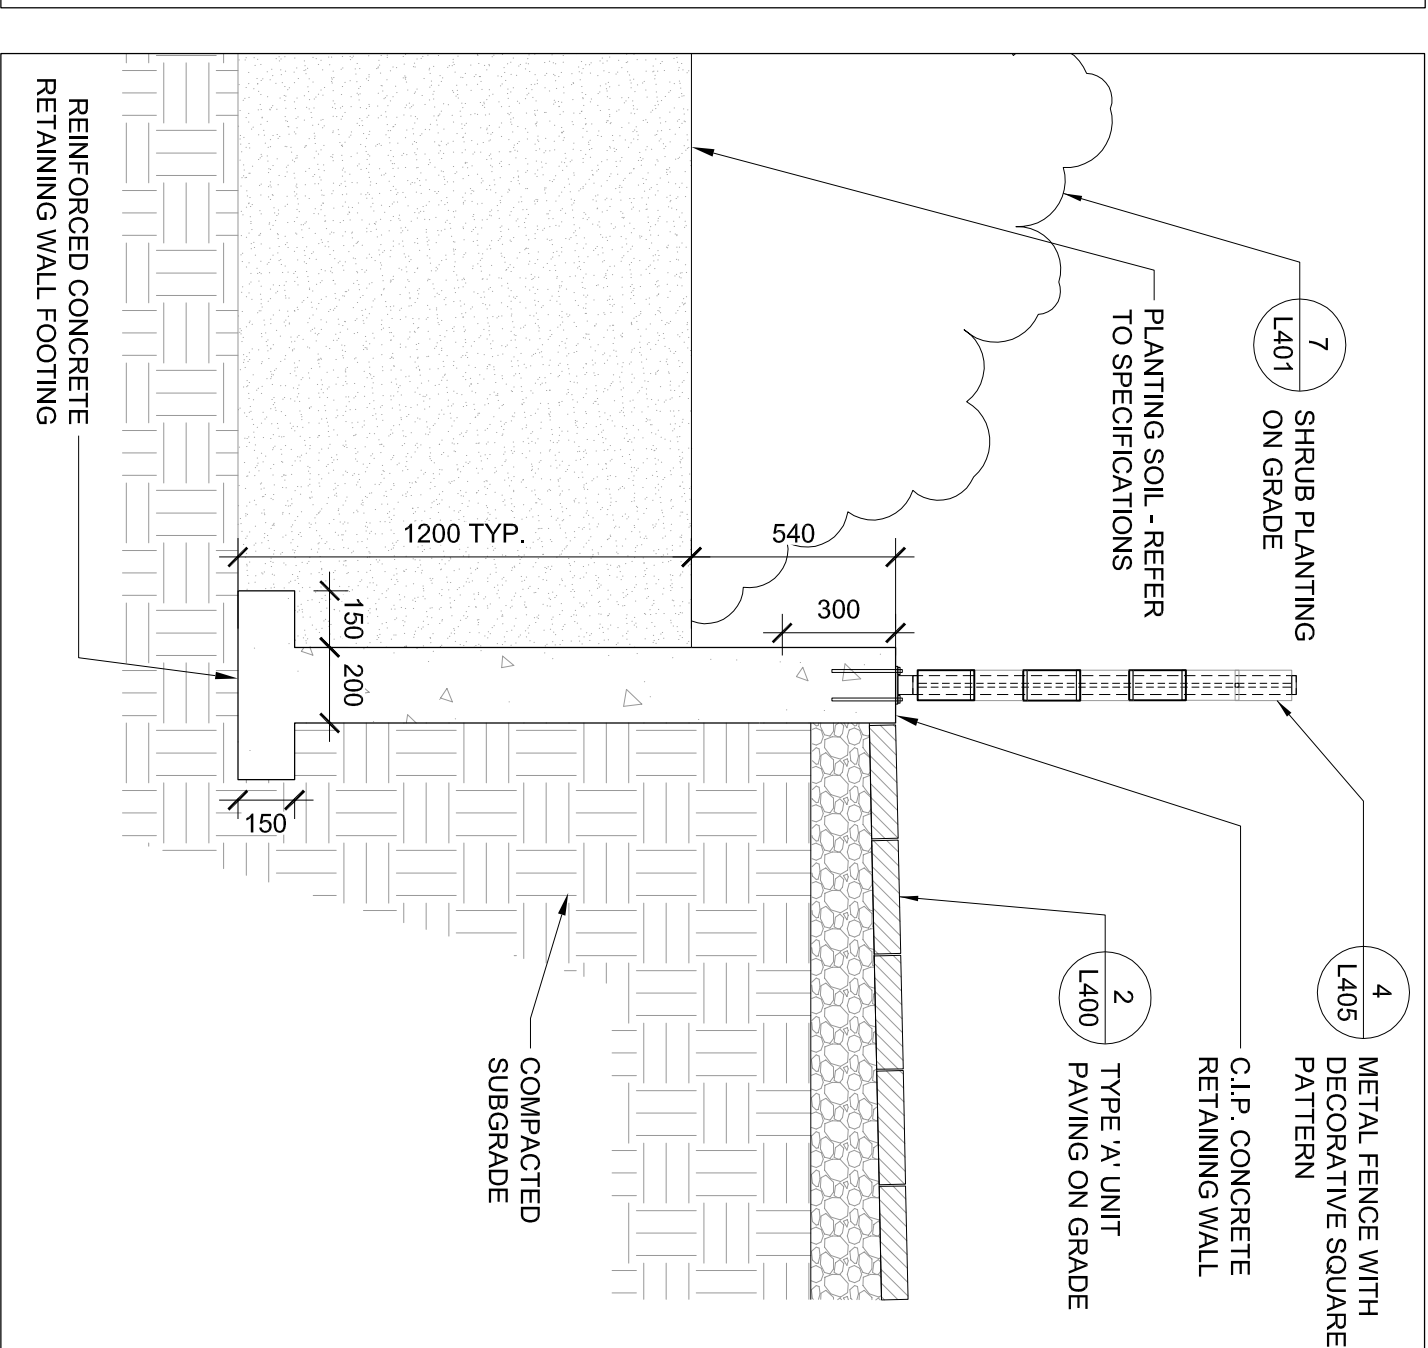 7
L401
SHRUB PLANTING
ON GRADE
PLANTING SOIL - REFER
TO SPECIFICATIONS
4
L405
METAL FENCE WITH
DECORATIVE SQUARE
PATTERN
C.I.P. CONCRETE
RETAINING WALL
2
L400
TYPE 'A' UNIT
PAVING ON GRADE
COMPACTED
SUBGRADE
REINFORCED CONCRETE
RETAINING WALL FOOTING
1200 TYP.
540
300
150
200
150